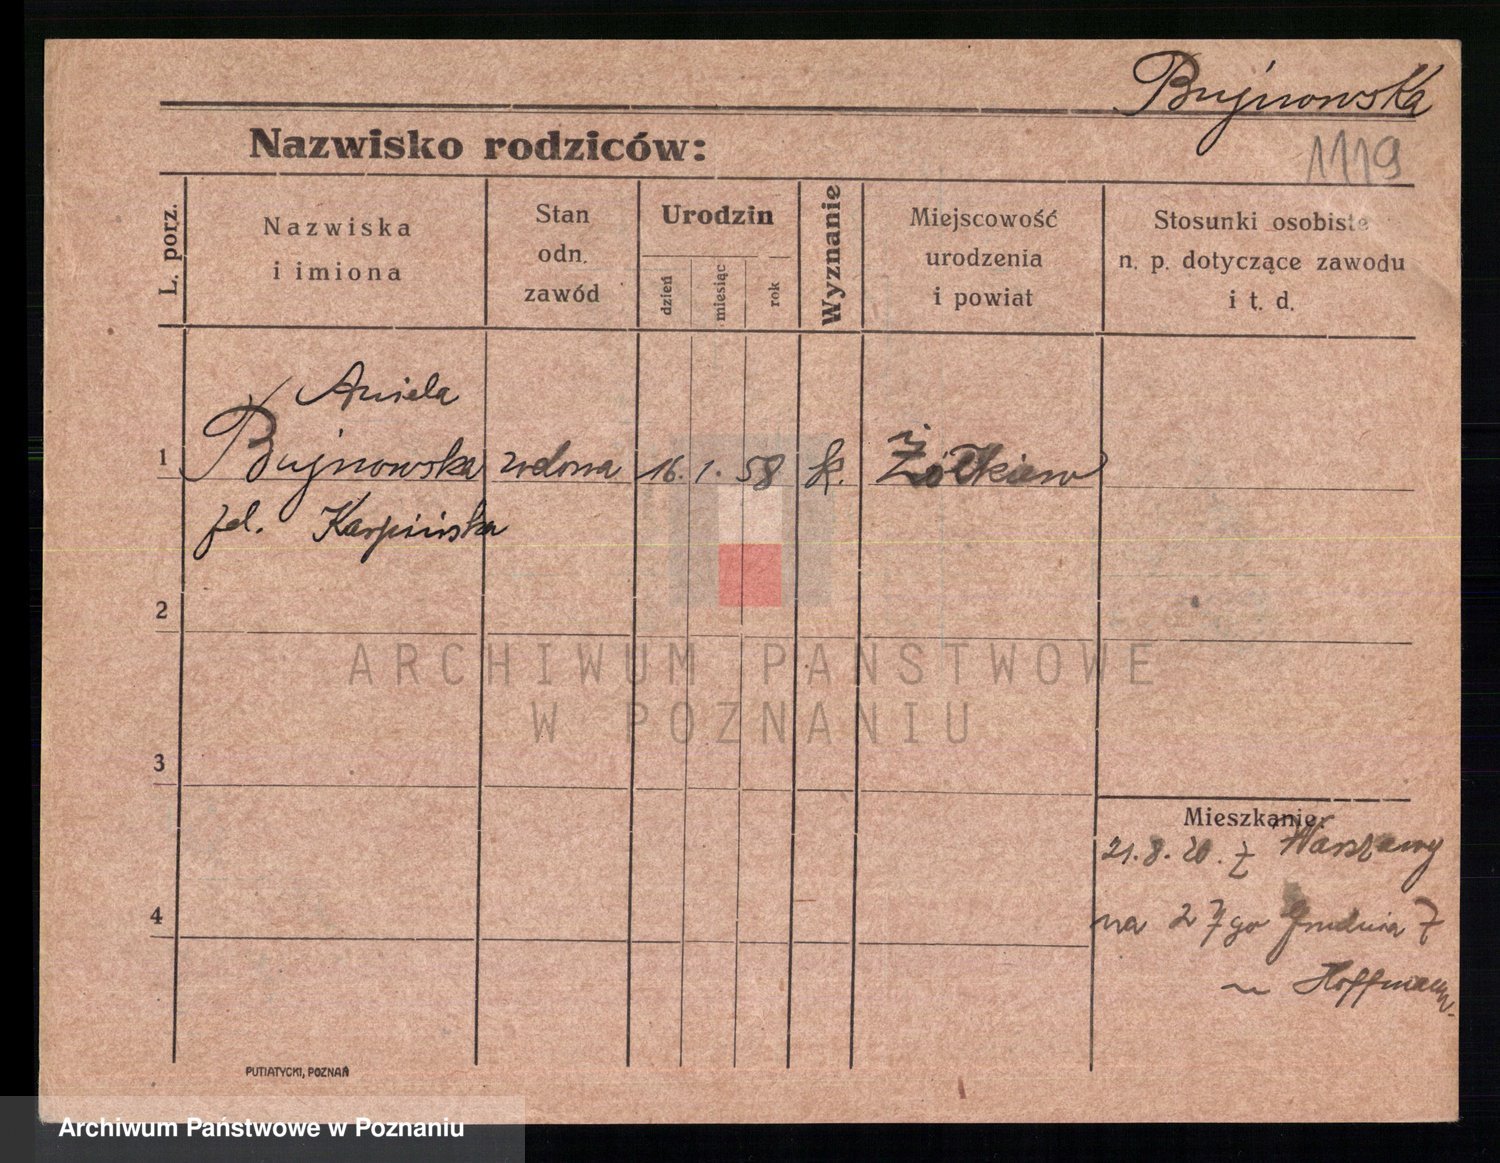 Bujnowska
1119
Nazwisko rodziców:
L. porz.
Nazwiska
i imiona
Stan
odn.
zawód
Urodzin
dzień
miesiąc
rok
Wyznanie
Miejscowość
urodzenia
i powiat
Stosunki osobiste
n. p. dotyczące zawodu
i t. d.
Aniela
1 Bujnowska wdowa 16. 1. 58 k. Żółkiew
zd. Karpińska
2
ARCHIWUM PAŃSTWOWE
W POZNANIU
3
Mieszkanie:
21.8.20. z Warszawy
na 27go Grudnia 7
u Hoffmann
4
PUTIATYCKI, POZNAŃ
Archiwum Państwowe w Poznaniu